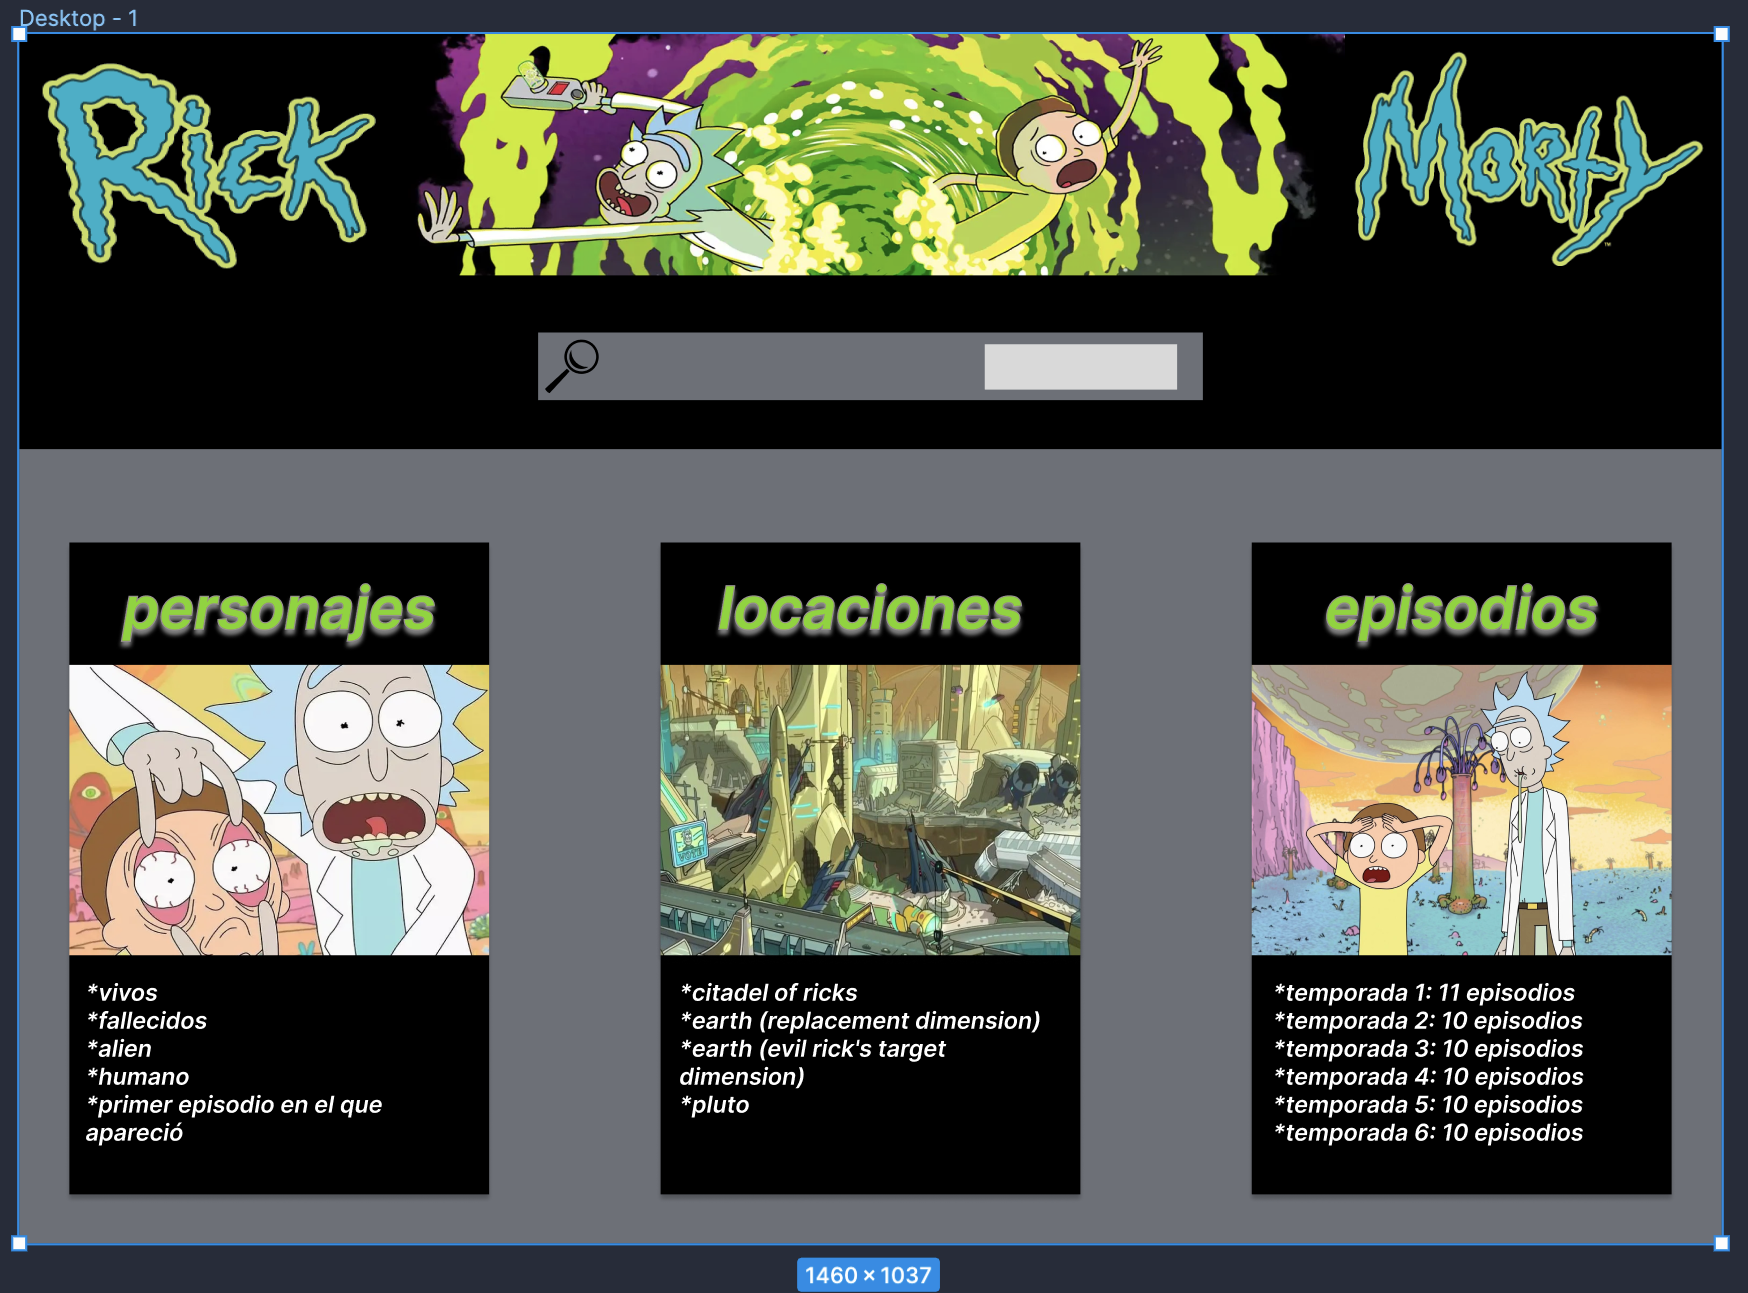 Desktop - 1
Rick
Morty
™
personajes
locaciones
episodios
VOTE
*vivos
*fallecidos
*alien
*humano
*primer episodio en el que
apareció
*citadel of ricks
*earth (replacement dimension)
*earth (evil rick's target
dimension)
*pluto
*temporada 1: 11 episodios
*temporada 2: 10 episodios
*temporada 3: 10 episodios
*temporada 4: 10 episodios
*temporada 5: 10 episodios
*temporada 6: 10 episodios
1460 × 1037